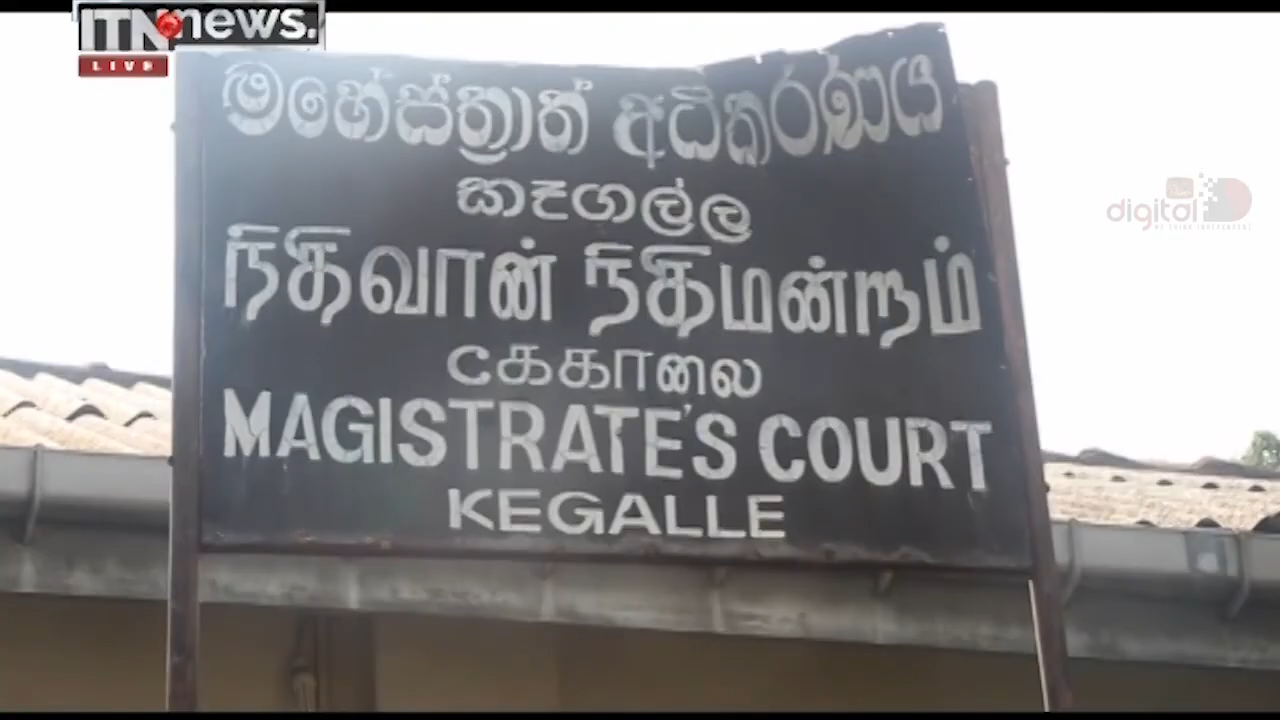 ITN news.
LIVE
මහේස්ත්‍රාත් අධිකරණය
කෑගල්ල
digital
நிதிவான் நீதிமன்றம்
கேகாலை
MAGISTRATE'S COURT
KEGALLE